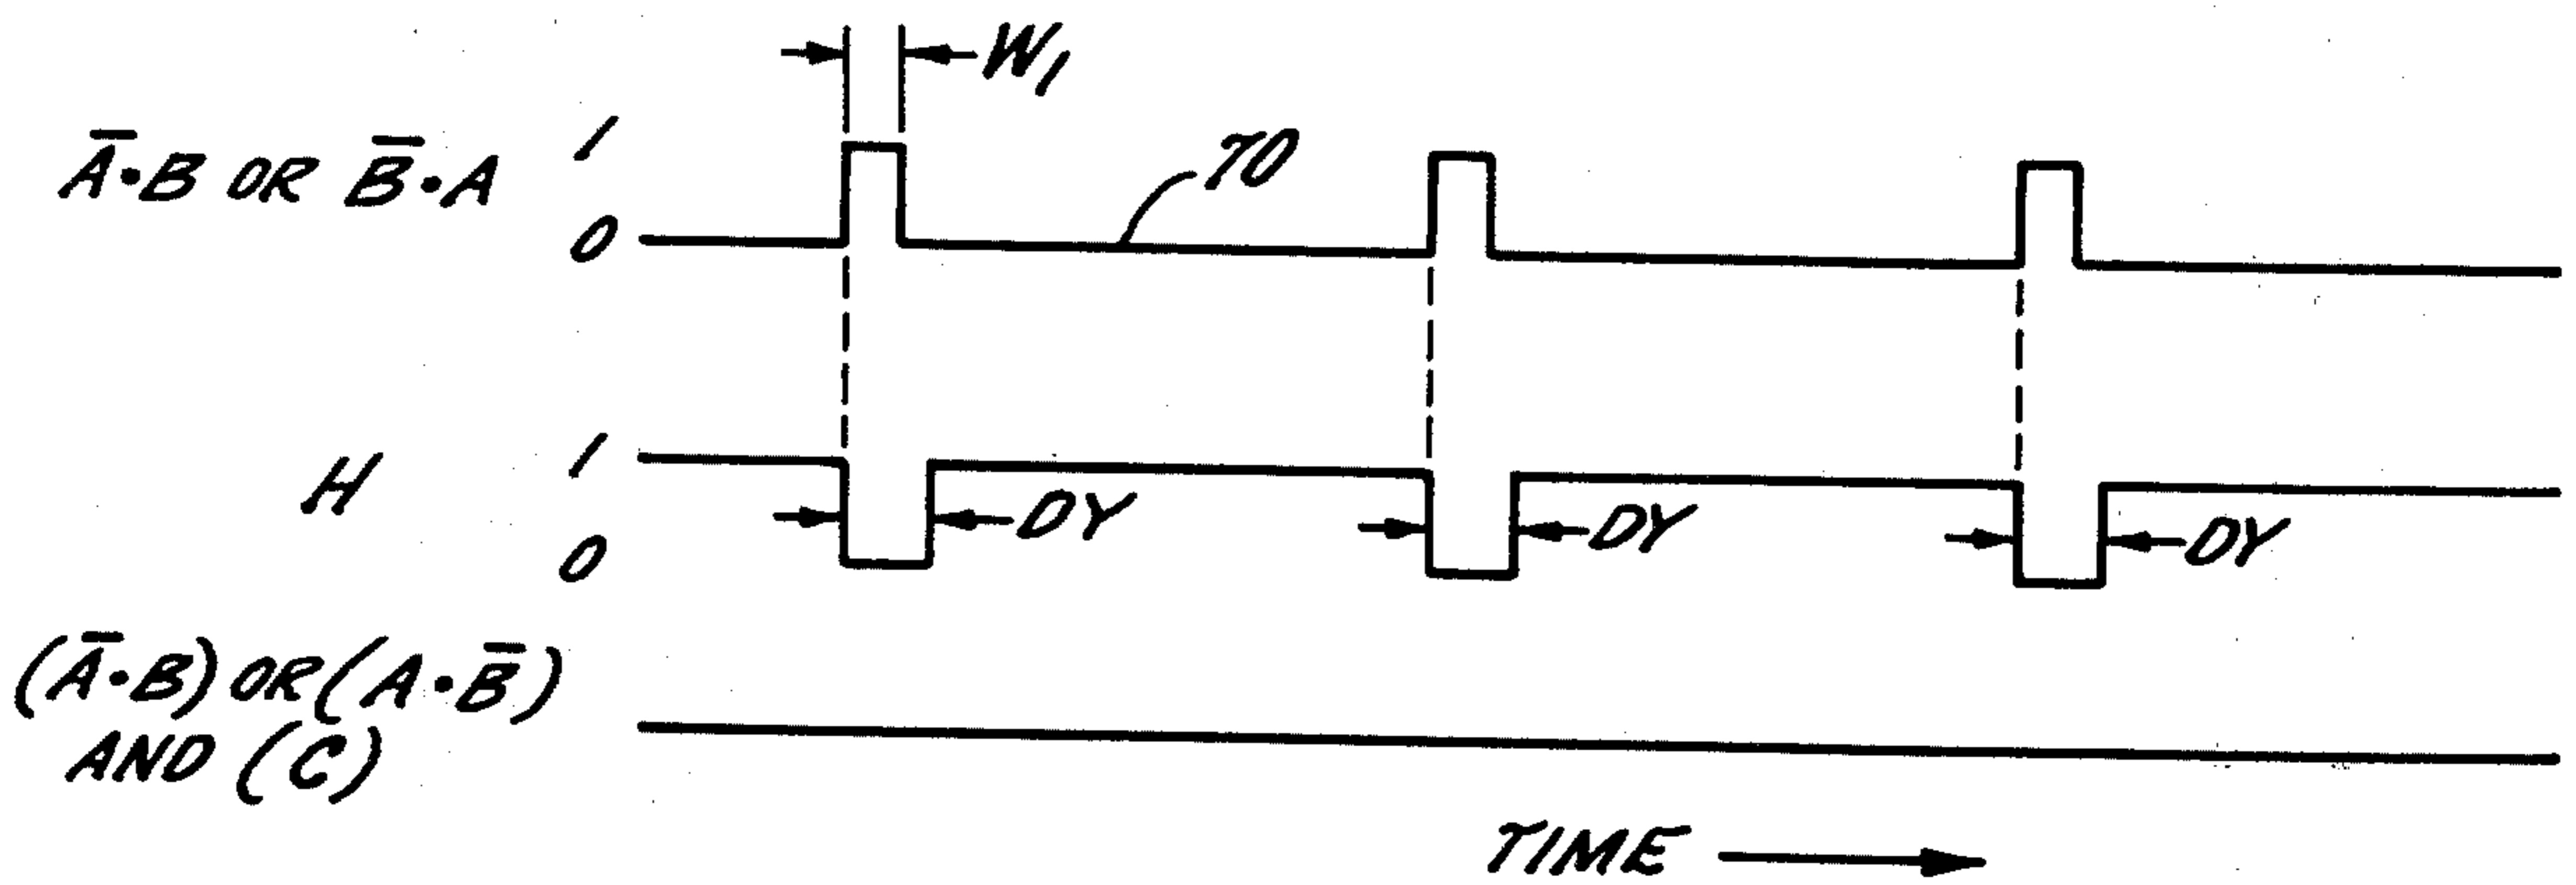 W1
A̅·B OR B̅·A 1
70
0
H 1
0
DY DY DY
(A̅·B) OR (A·B̅)
AND (C)
TIME